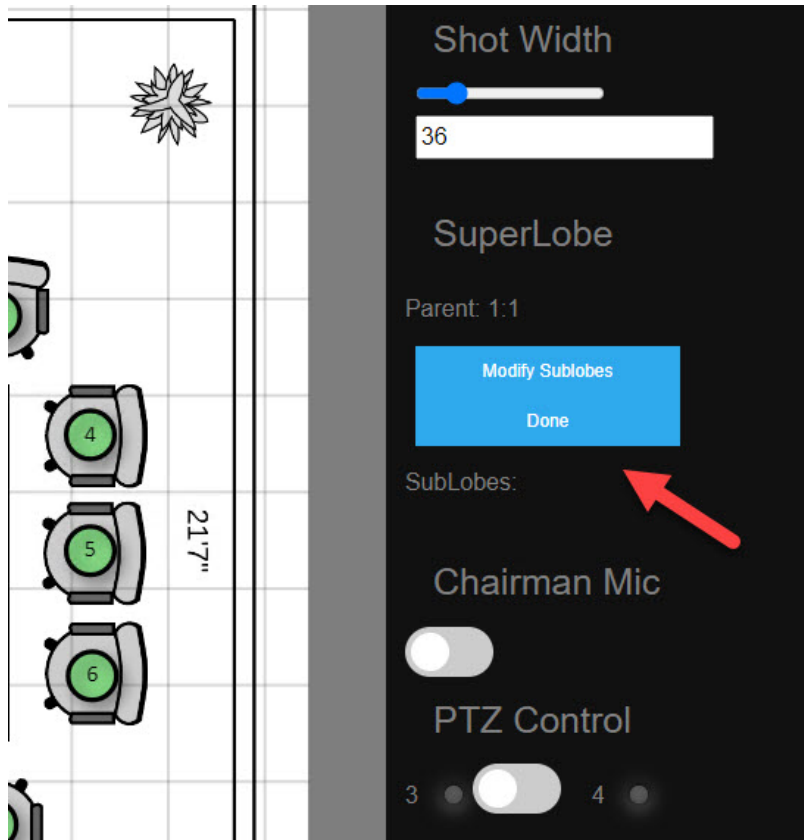 Shot Width
36
SuperLobe
Parent: 1:1
Modify Sublobes
Done
SubLobes:
Chairman Mic
PTZ Control
3 4
4
5
6
21'7"